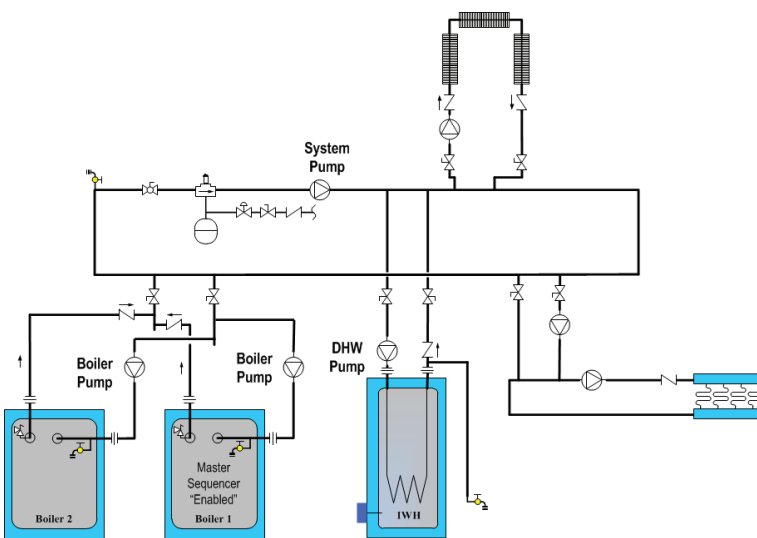 System
Pump
Boiler
Pump
Boiler
Pump
DHW
Pump
Master
Sequencer
"Enabled"
Boiler 2
Boiler 1
IWH